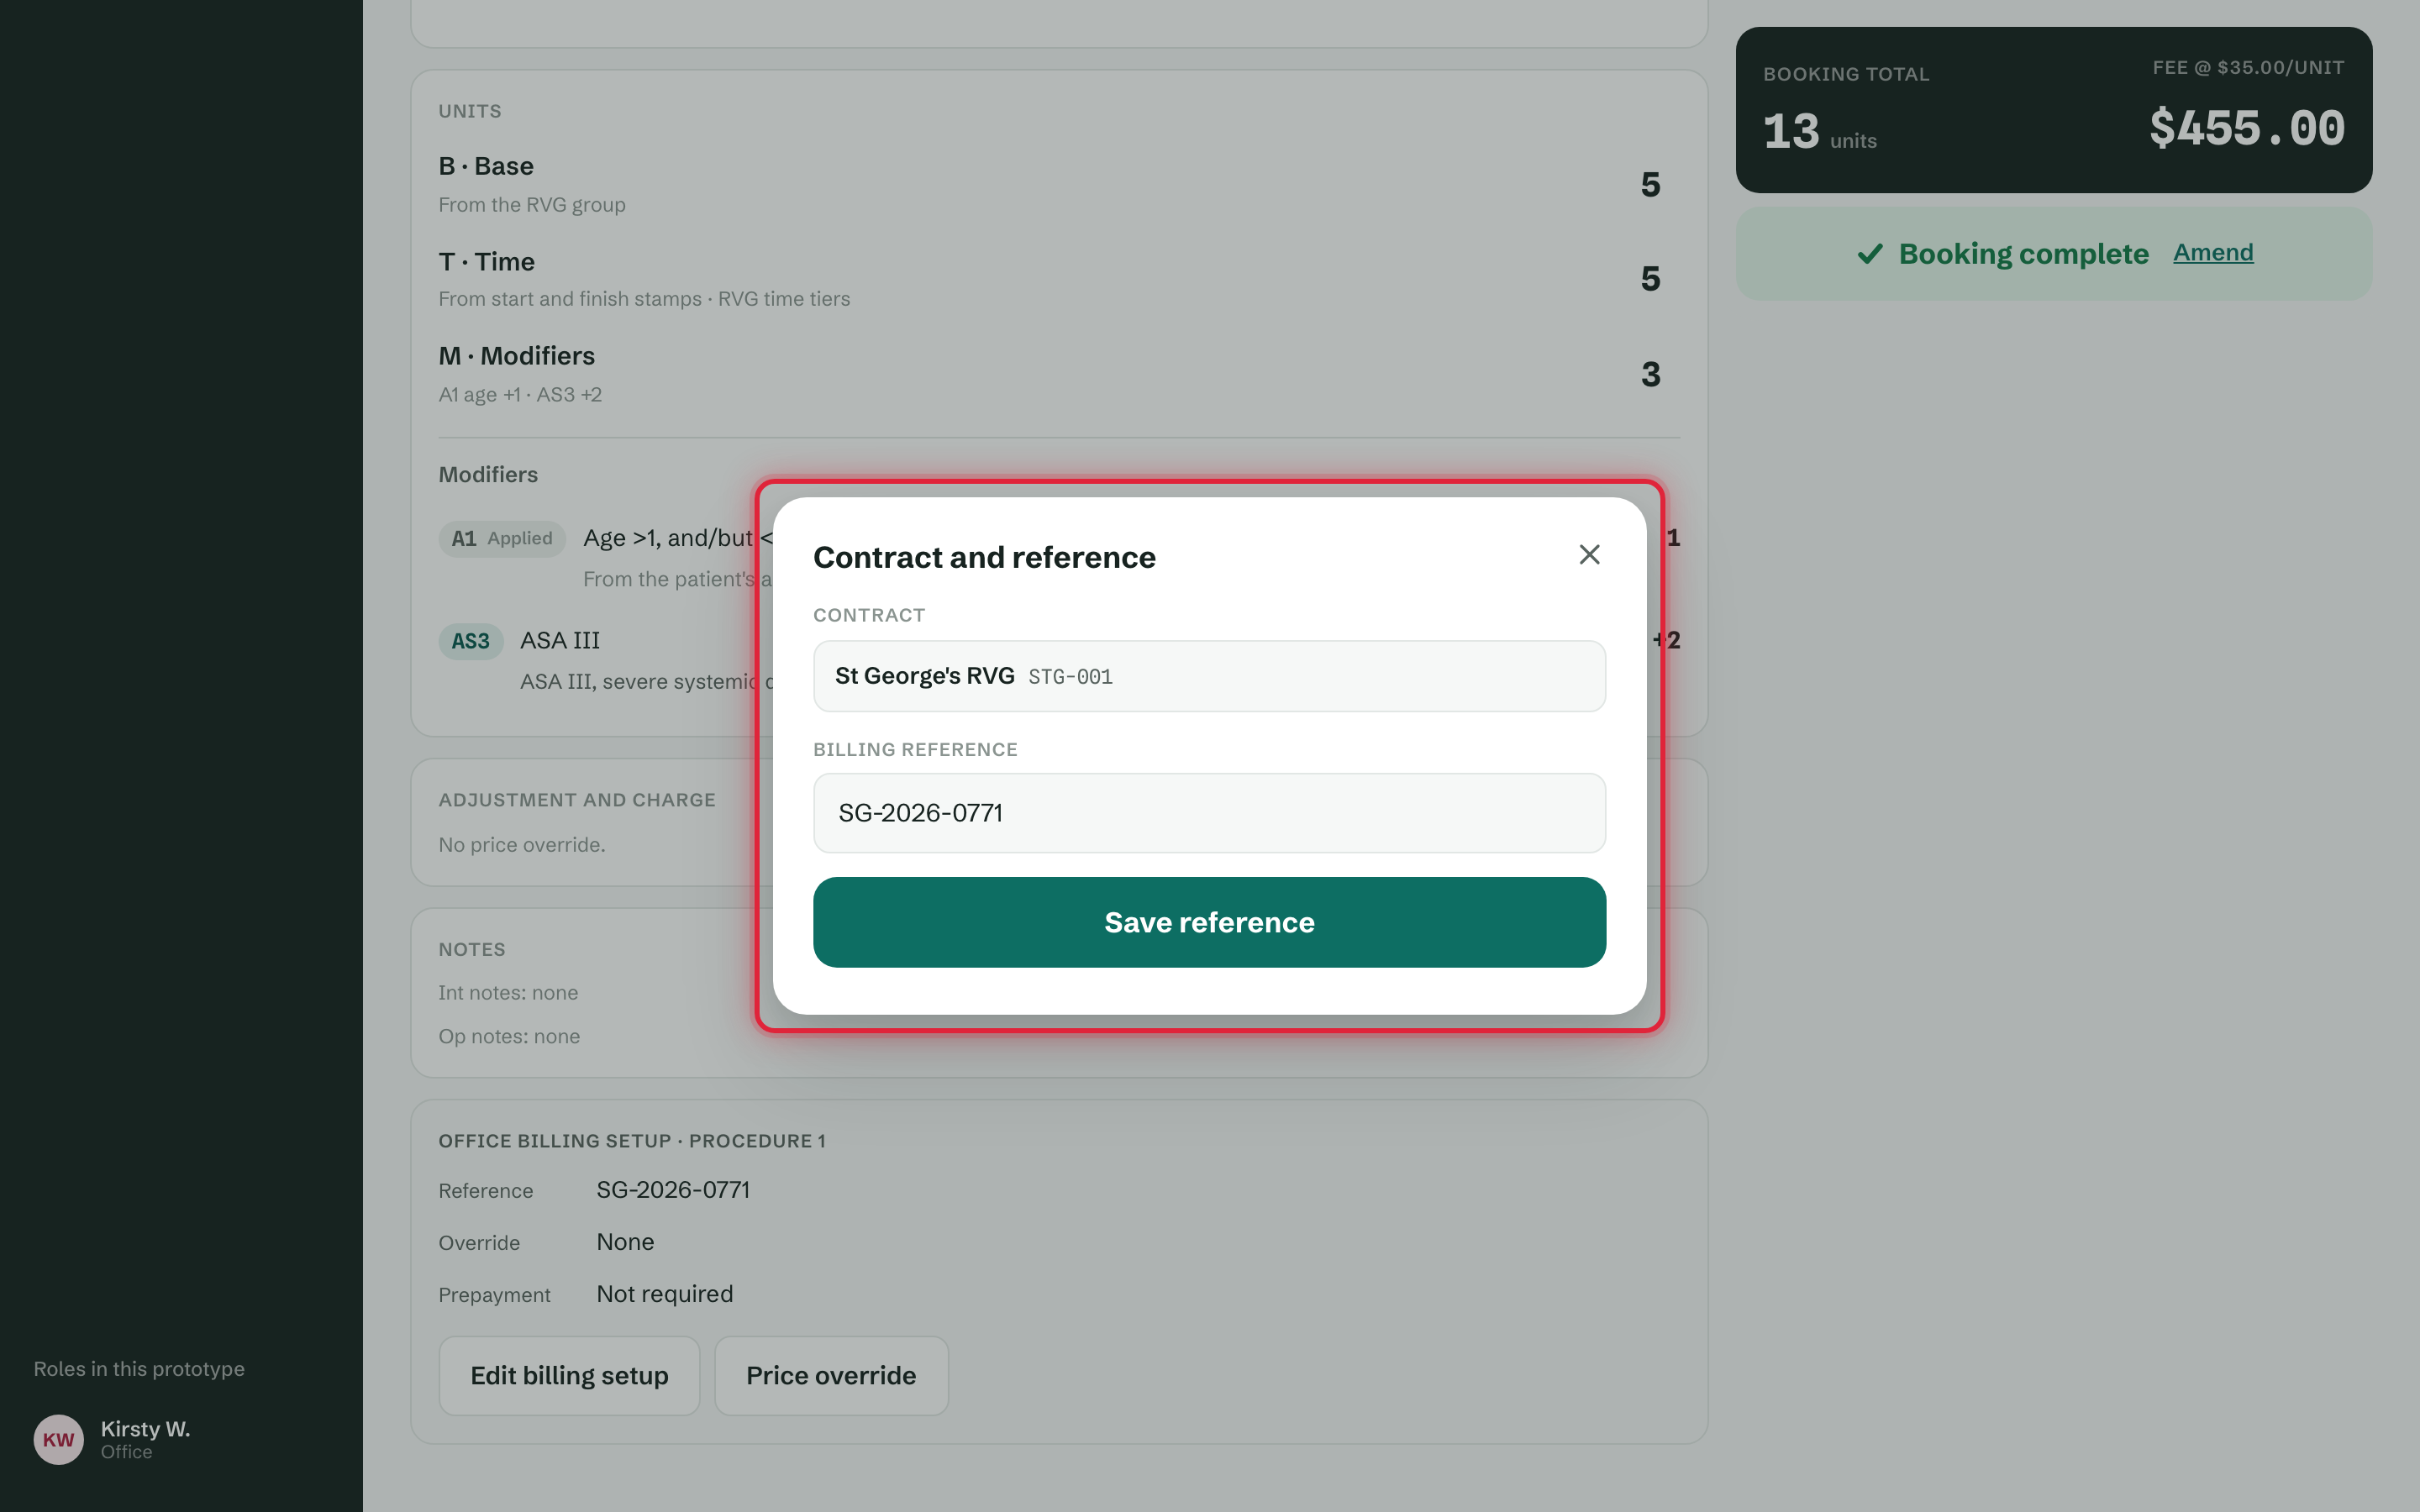 UNITS
B · Base
5
From the RVG group
T · Time
5
From start and finish stamps · RVG time tiers
M · Modifiers
3
A1 age +1 · AS3 +2
Modifiers
A1 Applied Age >1, and/but <
1
From the patient's a
AS3 ASA III
+2
ASA III, severe systemic
ADJUSTMENT AND CHARGE
No price override.
NOTES
Int notes: none
Op notes: none
OFFICE BILLING SETUP · PROCEDURE 1
Reference SG-2026-0771
Override None
Prepayment Not required
Edit billing setup Price override
BOOKING TOTAL
FEE @ $35.00/UNIT
13 units
$455.00
Booking complete Amend
Contract and reference
CONTRACT
St George's RVG STG-001
BILLING REFERENCE
SG-2026-0771
Save reference
Roles in this prototype
KW
Kirsty W.
Office